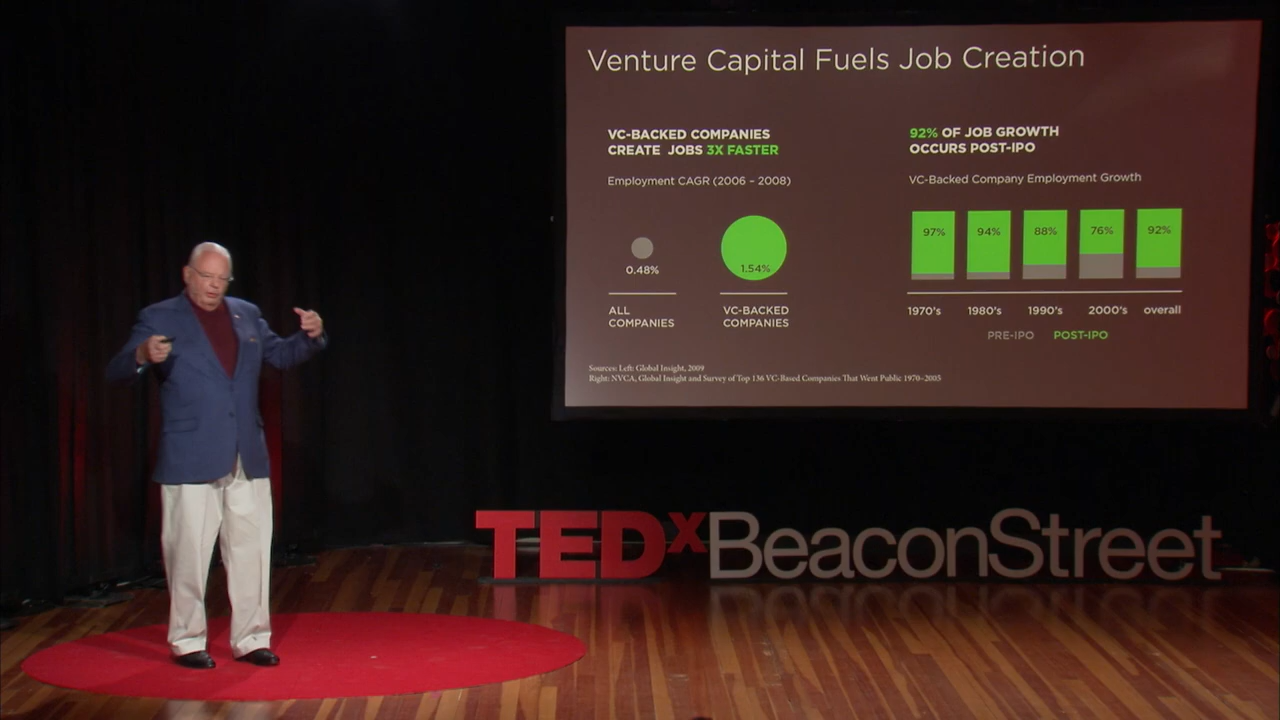 Venture Capital Fuels Job Creation
VC-BACKED COMPANIES
CREATE JOBS 3X FASTER
Employment CAGR (2006 – 2008)
0.48%
1.54%
ALL
COMPANIES
VC-BACKED
COMPANIES
92% OF JOB GROWTH
OCCURS POST-IPO
VC-Backed Company Employment Growth
97% 94% 88% 76% 92%
1970's 1980's 1990's 2000's overall
PRE-IPO POST-IPO
Sources: Left: Global Insight, 2009
Right: NVCA, Global Insight and Survey of Top 136 VC-Based Companies That Went Public 1970–2005
TEDxBeaconStreet